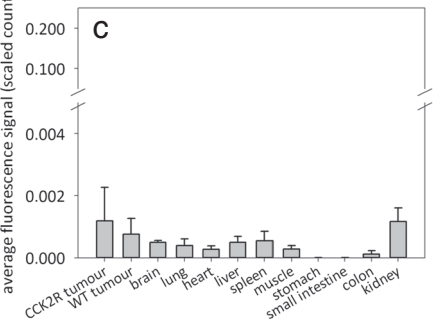 C
average fluorescence signal (scaled count
0.200
0.100
0.004
0.002
0.000
CCK2R tumour
WT tumour
brain
lung
heart
liver
spleen
muscle
stomach
small intestine
colon
kidney